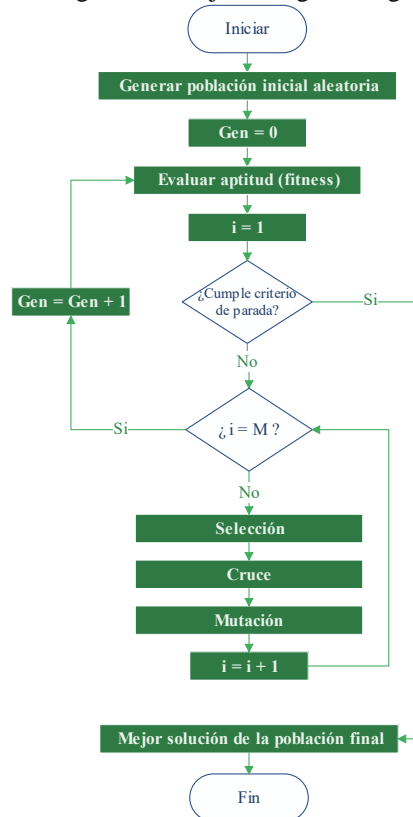 Iniciar
Generar población inicial aleatoria
Gen = 0
Evaluar aptitud (fitness)
i = 1
¿Cumple criterio
de parada?
Si
Gen = Gen + 1
No
¿ i = M ?
Si
No
Selección
Cruce
Mutación
i = i + 1
Mejor solución de la población final
Fin